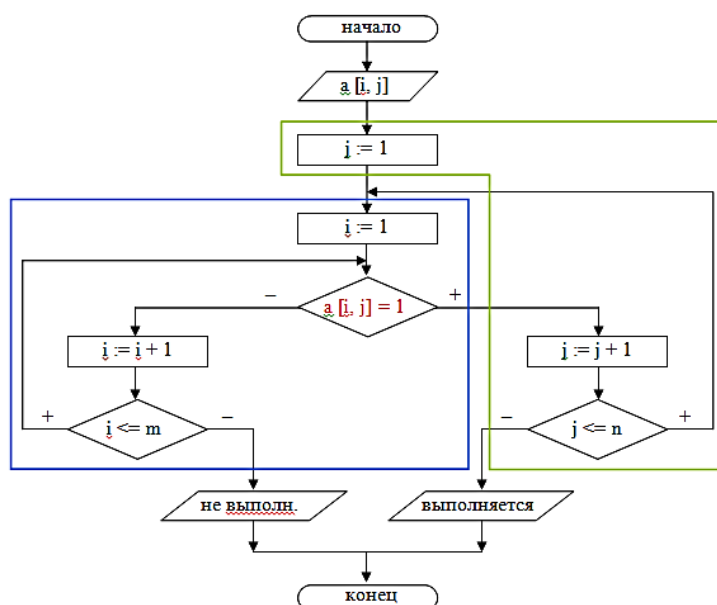 начало
a [i, j]
j := 1
i := 1
a [i, j] = 1
–
+
i := i + 1
j := j + 1
+
i <= m
–
–
j <= n
+
не выполн.
выполняется
конец